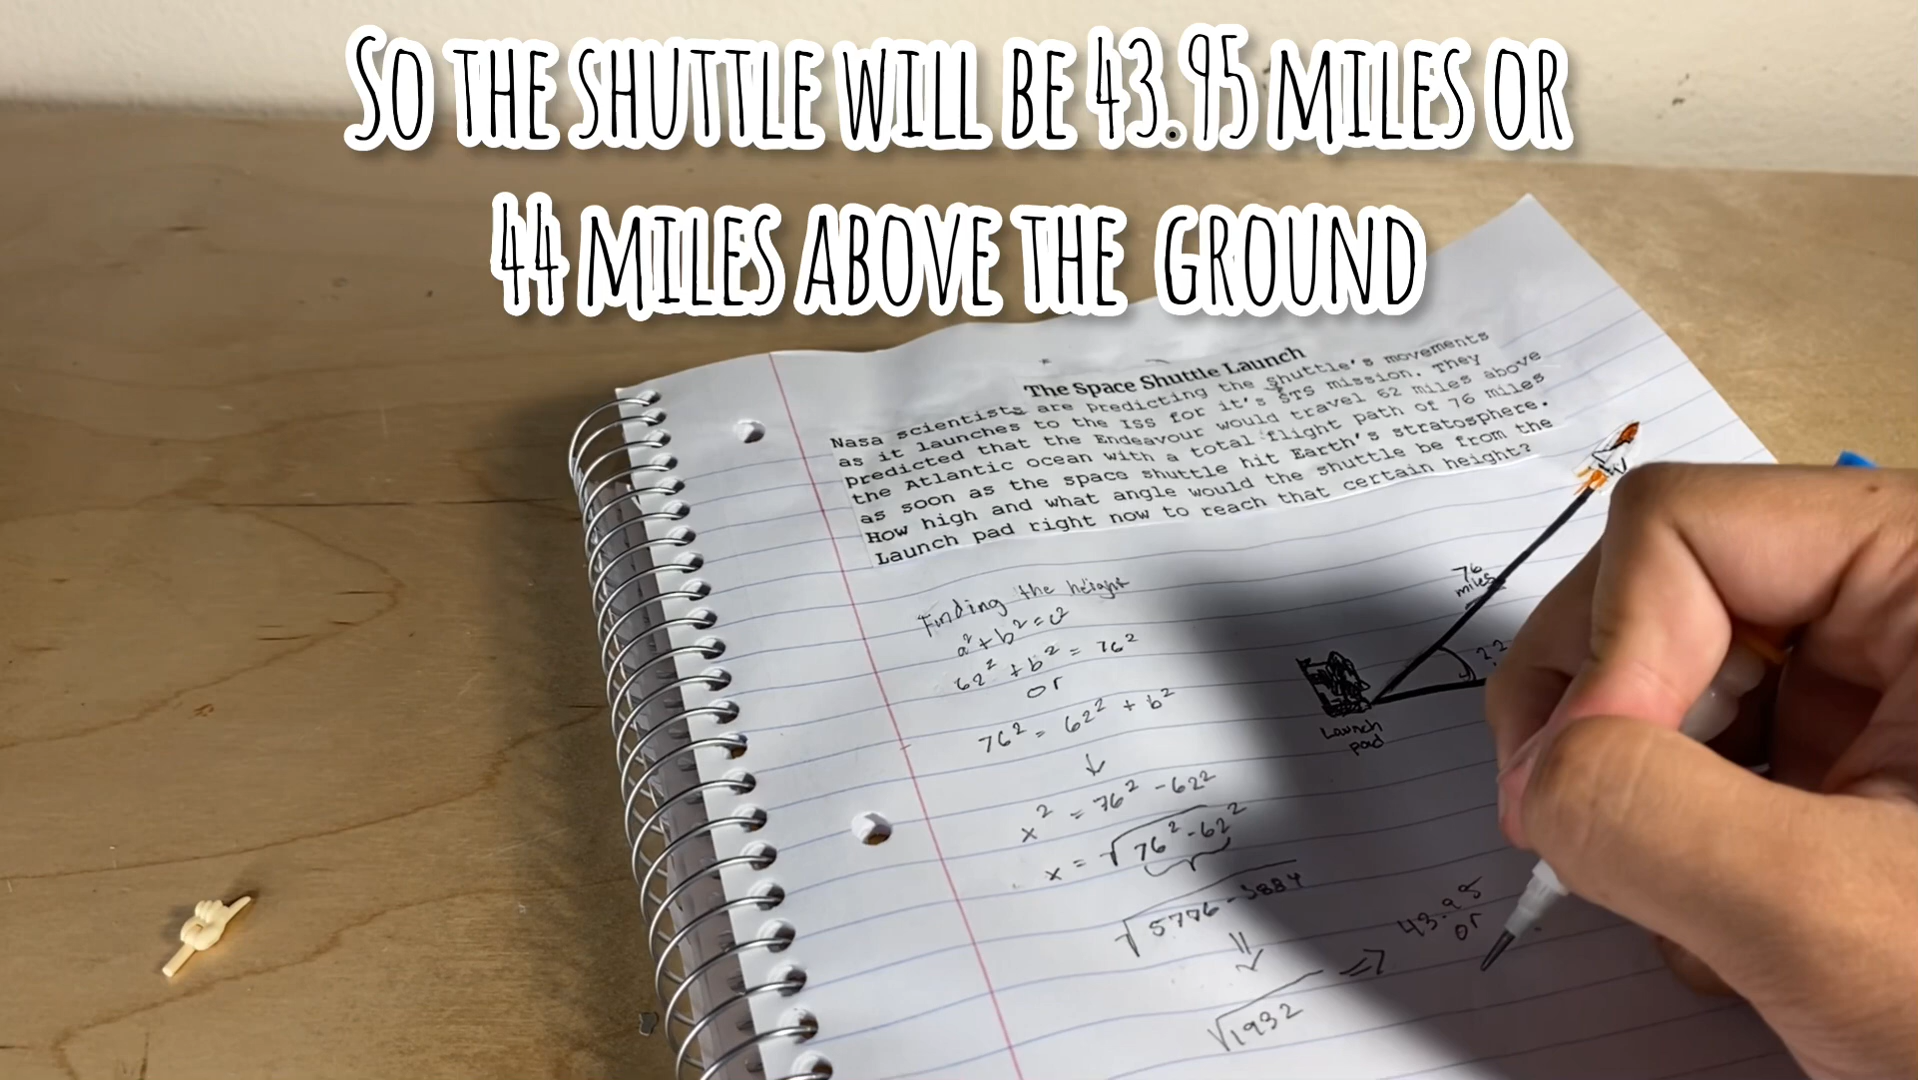 So the shuttle will be 43.95 miles or
44 miles above the ground
The Space Shuttle Launch
Nasa scientists are predicting the shuttle's movements
as it launches to the ISS for it's STS mission. They
predicted that the Endeavour would travel 62 miles above
the Atlantic ocean with a total flight path of 76 miles
as soon as the space shuttle hit Earth's stratosphere.
How high and what angle would the shuttle be from the
Launch pad right now to reach that certain height?
Finding the height
a² + b² = c²
62² + b² = 76²
or
76² = 62² + b²
↓
x² = 76² - 62²
x = √76² - 62²
√5776 - 3884
√1932 => 43.95
or
76
miles
??
Launch
pad